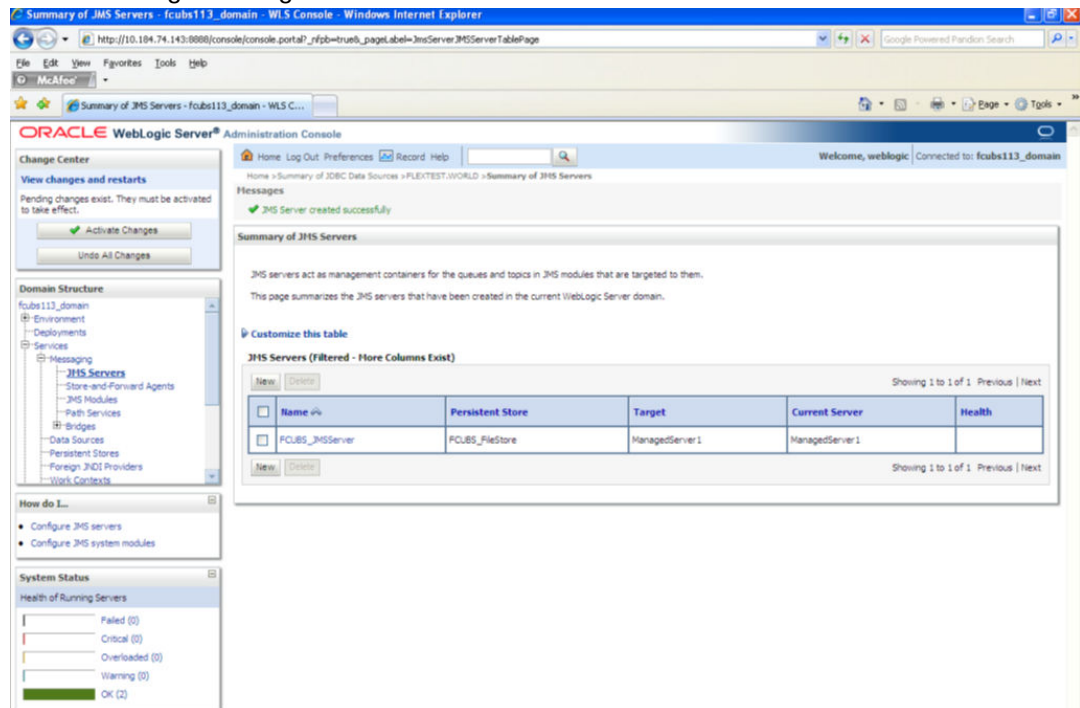 Summary of JMS Servers - fcubs113_domain - WLS Console - Windows Internet Explorer
http://10.184.74.143:8888/console/console.portal?_nfpb=true&_pageLabel=JmsServerJMSServerTablePage
Google Powered Pandion Search
File Edit View Favorites Tools Help
McAfee
Summary of JMS Servers - fcubs113_domain - WLS C...
Page Tools
ORACLE WebLogic Server® Administration Console
Change Center
View changes and restarts
Pending changes exist. They must be activated
to take effect.
Activate Changes
Undo All Changes
Domain Structure
fcubs113_domain
Environment
Deployments
Services
Messaging
JMS Servers
Store-and-Forward Agents
JMS Modules
Path Services
Bridges
Data Sources
Persistent Stores
Foreign JNDI Providers
Work Contexts
How do I...
Configure JMS servers
Configure JMS system modules
System Status
Health of Running Servers
Failed (0)
Critical (0)
Overloaded (0)
Warning (0)
OK (2)
Home Log Out Preferences Record Help
Welcome, weblogic Connected to: fcubs113_domain
Home >Summary of JDBC Data Sources >FLEXTEST.WORLD >Summary of JMS Servers
Messages
JMS Server created successfully
Summary of JMS Servers
JMS servers act as management containers for the queues and topics in JMS modules that are targeted to them.
This page summarizes the JMS servers that have been created in the current WebLogic Server domain.
Customize this table
JMS Servers (Filtered - More Columns Exist)
New Delete Showing 1 to 1 of 1 Previous | Next
Name Persistent Store Target Current Server Health
FCUBS_JMSServer FCUBS_FileStore ManagedServer1 ManagedServer1
New Delete Showing 1 to 1 of 1 Previous | Next